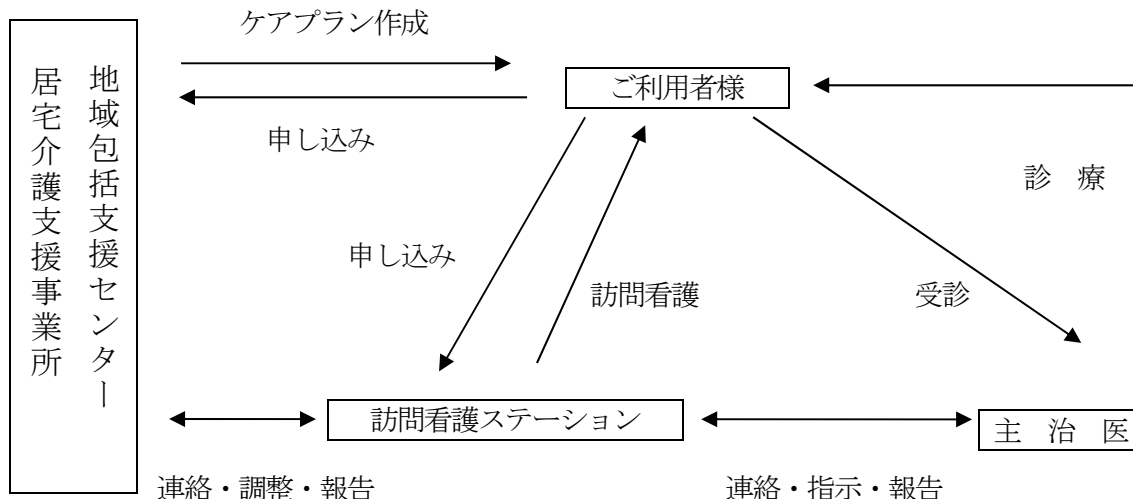 ケアプラン作成
地域包括支援センター
居宅介護支援事業所
ご利用者様
申し込み
診　療
申し込み
訪問看護
受診
訪問看護ステーション
主　治　医
連絡・調整・報告
連絡・指示・報告